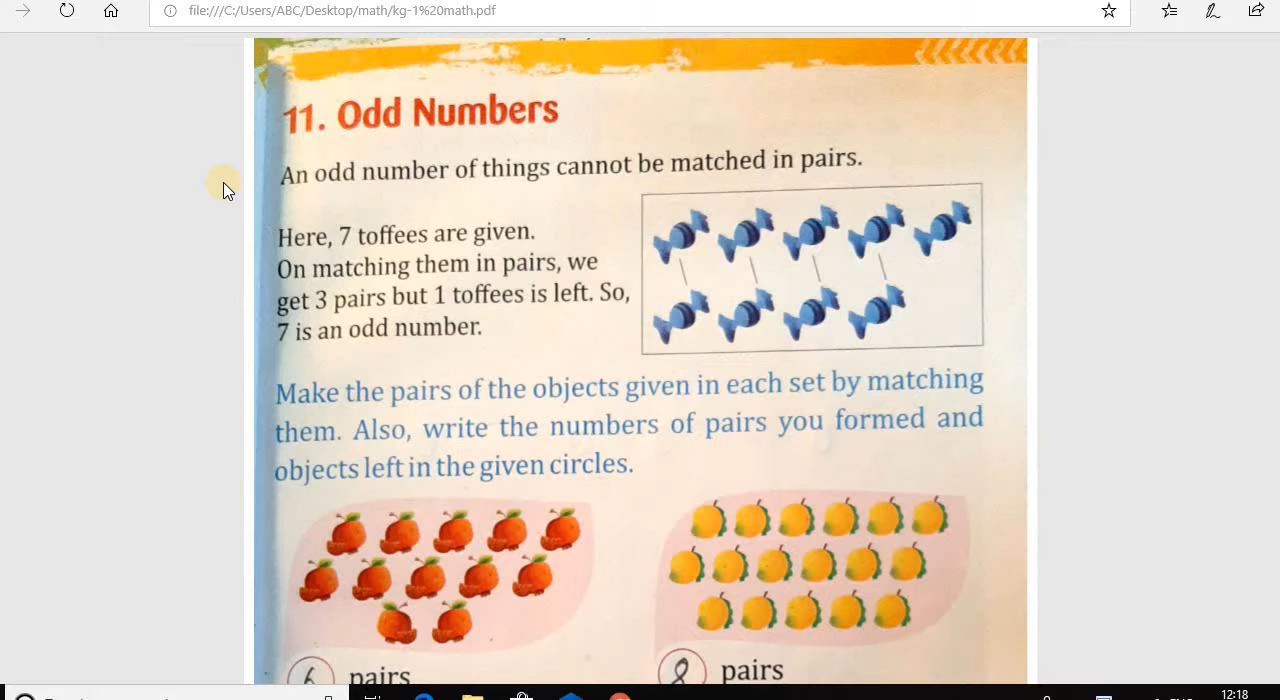 file:///C:/Users/ABC/Desktop/math/kg-1%20math.pdf
11. Odd Numbers
An odd number of things cannot be matched in pairs.
Here, 7 toffees are given.
On matching them in pairs, we
get 3 pairs but 1 toffees is left. So,
7 is an odd number.
Make the pairs of the objects given in each set by matching
them. Also, write the numbers of pairs you formed and
objects left in the given circles.
6 pairs
8 pairs
12:18